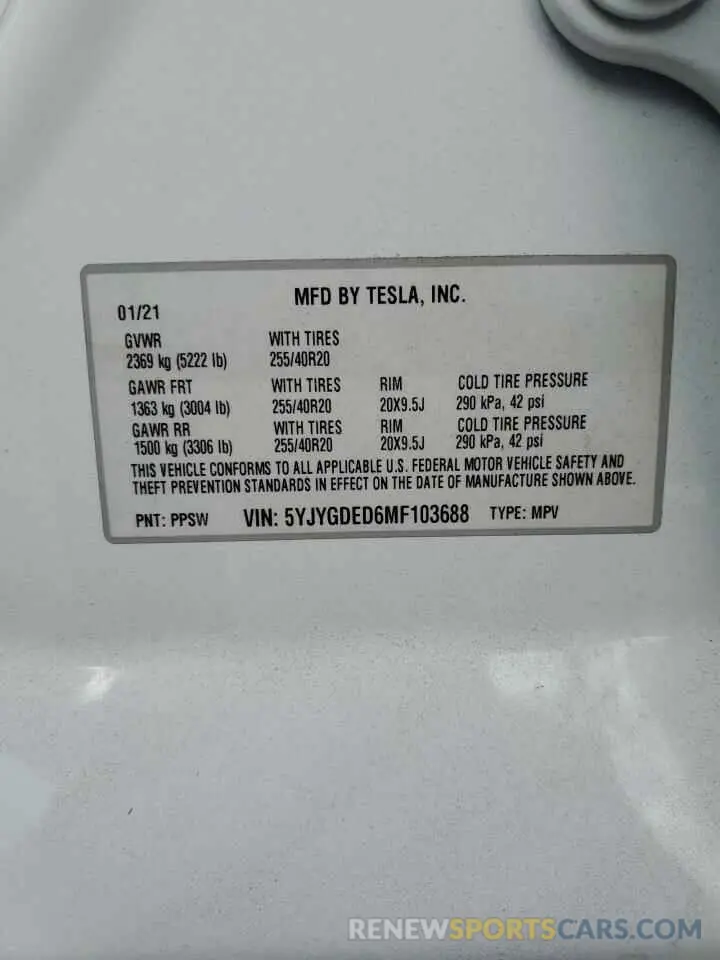 MFD BY TESLA, INC.
01/21
GVWR WITH TIRES
2369 kg (5222 lb) 255/40R20
GAWR FRT WITH TIRES RIM COLD TIRE PRESSURE
1363 kg (3004 lb) 255/40R20 20X9.5J 290 kPa, 42 psi
GAWR RR WITH TIRES RIM COLD TIRE PRESSURE
1500 kg (3306 lb) 255/40R20 20X9.5J 290 kPa, 42 psi
THIS VEHICLE CONFORMS TO ALL APPLICABLE U.S. FEDERAL MOTOR VEHICLE SAFETY AND
THEFT PREVENTION STANDARDS IN EFFECT ON THE DATE OF MANUFACTURE SHOWN ABOVE.
PNT: PPSW VIN: 5YJYGDED6MF103688 TYPE: MPV
RENEWSPORTSCARS.COM